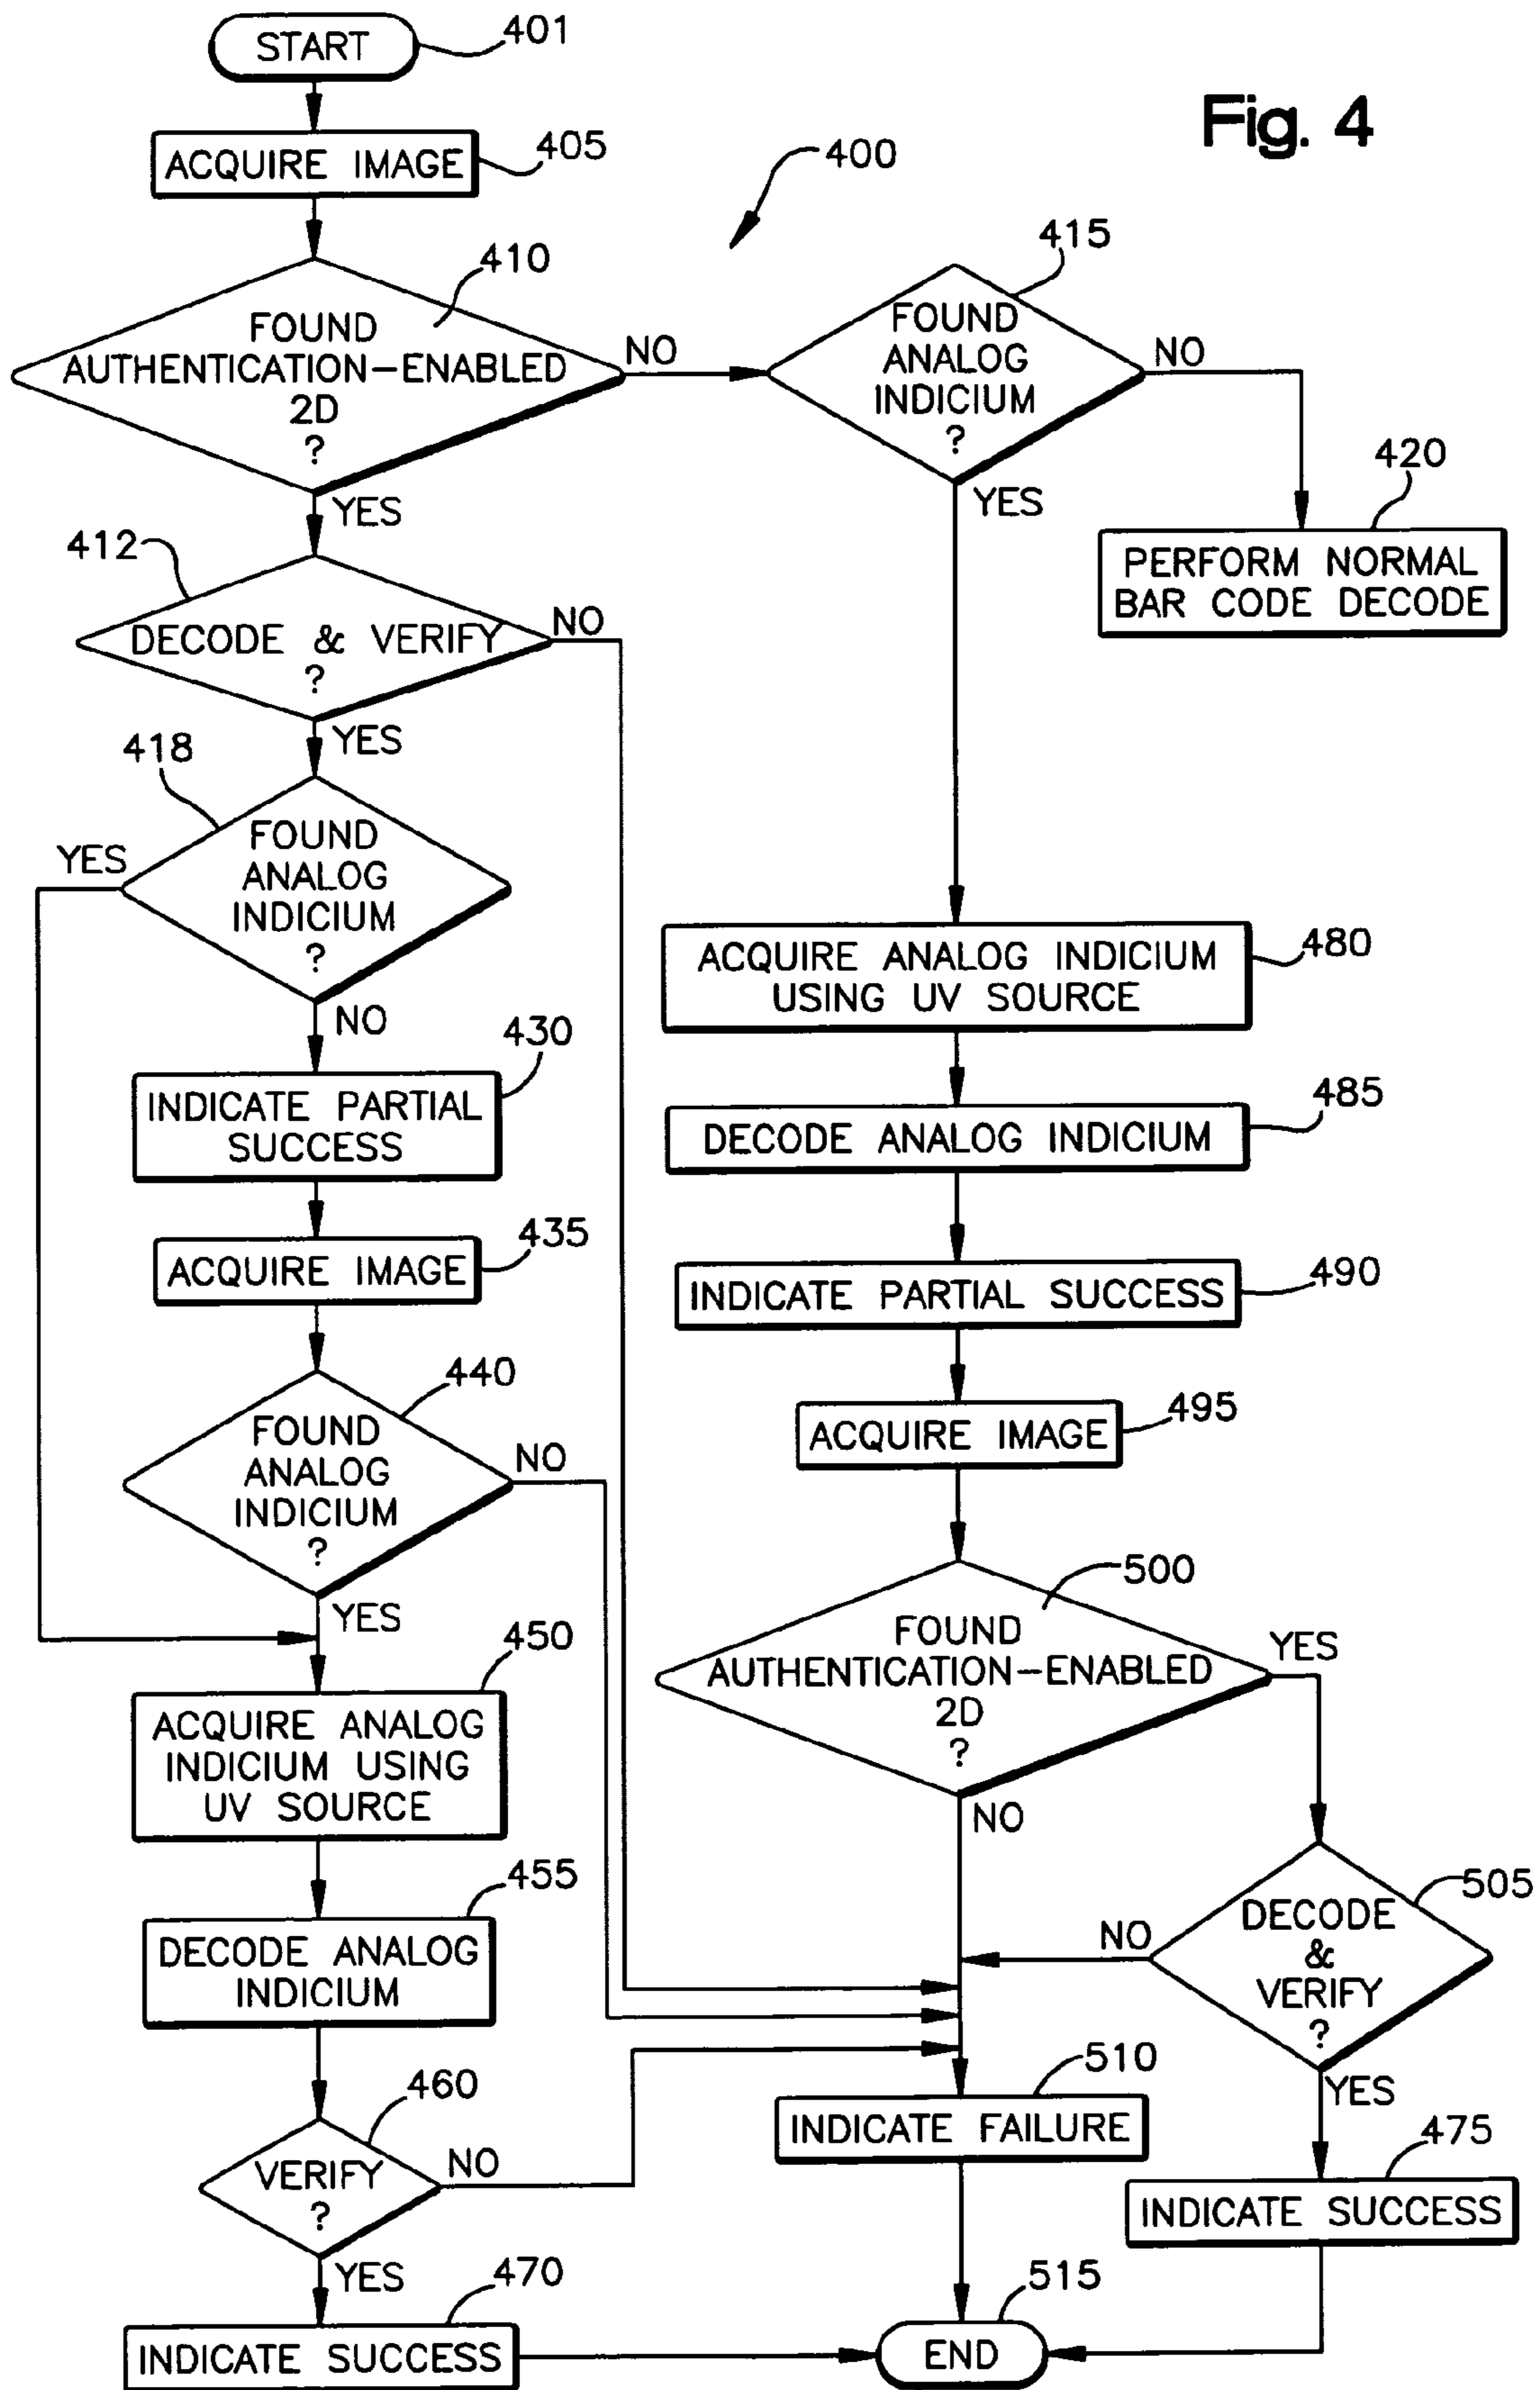 START
401
Fig. 4
ACQUIRE IMAGE
405
400
410
FOUND
AUTHENTICATION-ENABLED
2D
?
NO
YES
415
FOUND
ANALOG
INDICIUM
?
NO
YES
420
PERFORM NORMAL
BAR CODE DECODE
412
DECODE & VERIFY
?
NO
YES
418
FOUND
ANALOG
INDICIUM
?
YES
NO
430
INDICATE PARTIAL
SUCCESS
435
ACQUIRE IMAGE
440
FOUND
ANALOG
INDICIUM
?
NO
YES
450
ACQUIRE ANALOG
INDICIUM USING
UV SOURCE
455
DECODE ANALOG
INDICIUM
460
VERIFY
?
NO
YES
470
INDICATE SUCCESS
480
ACQUIRE ANALOG INDICIUM
USING UV SOURCE
485
DECODE ANALOG INDICIUM
490
INDICATE PARTIAL SUCCESS
495
ACQUIRE IMAGE
500
FOUND
AUTHENTICATION-ENABLED
2D
?
YES
NO
505
DECODE
&
VERIFY
?
NO
YES
510
INDICATE FAILURE
475
INDICATE SUCCESS
515
END